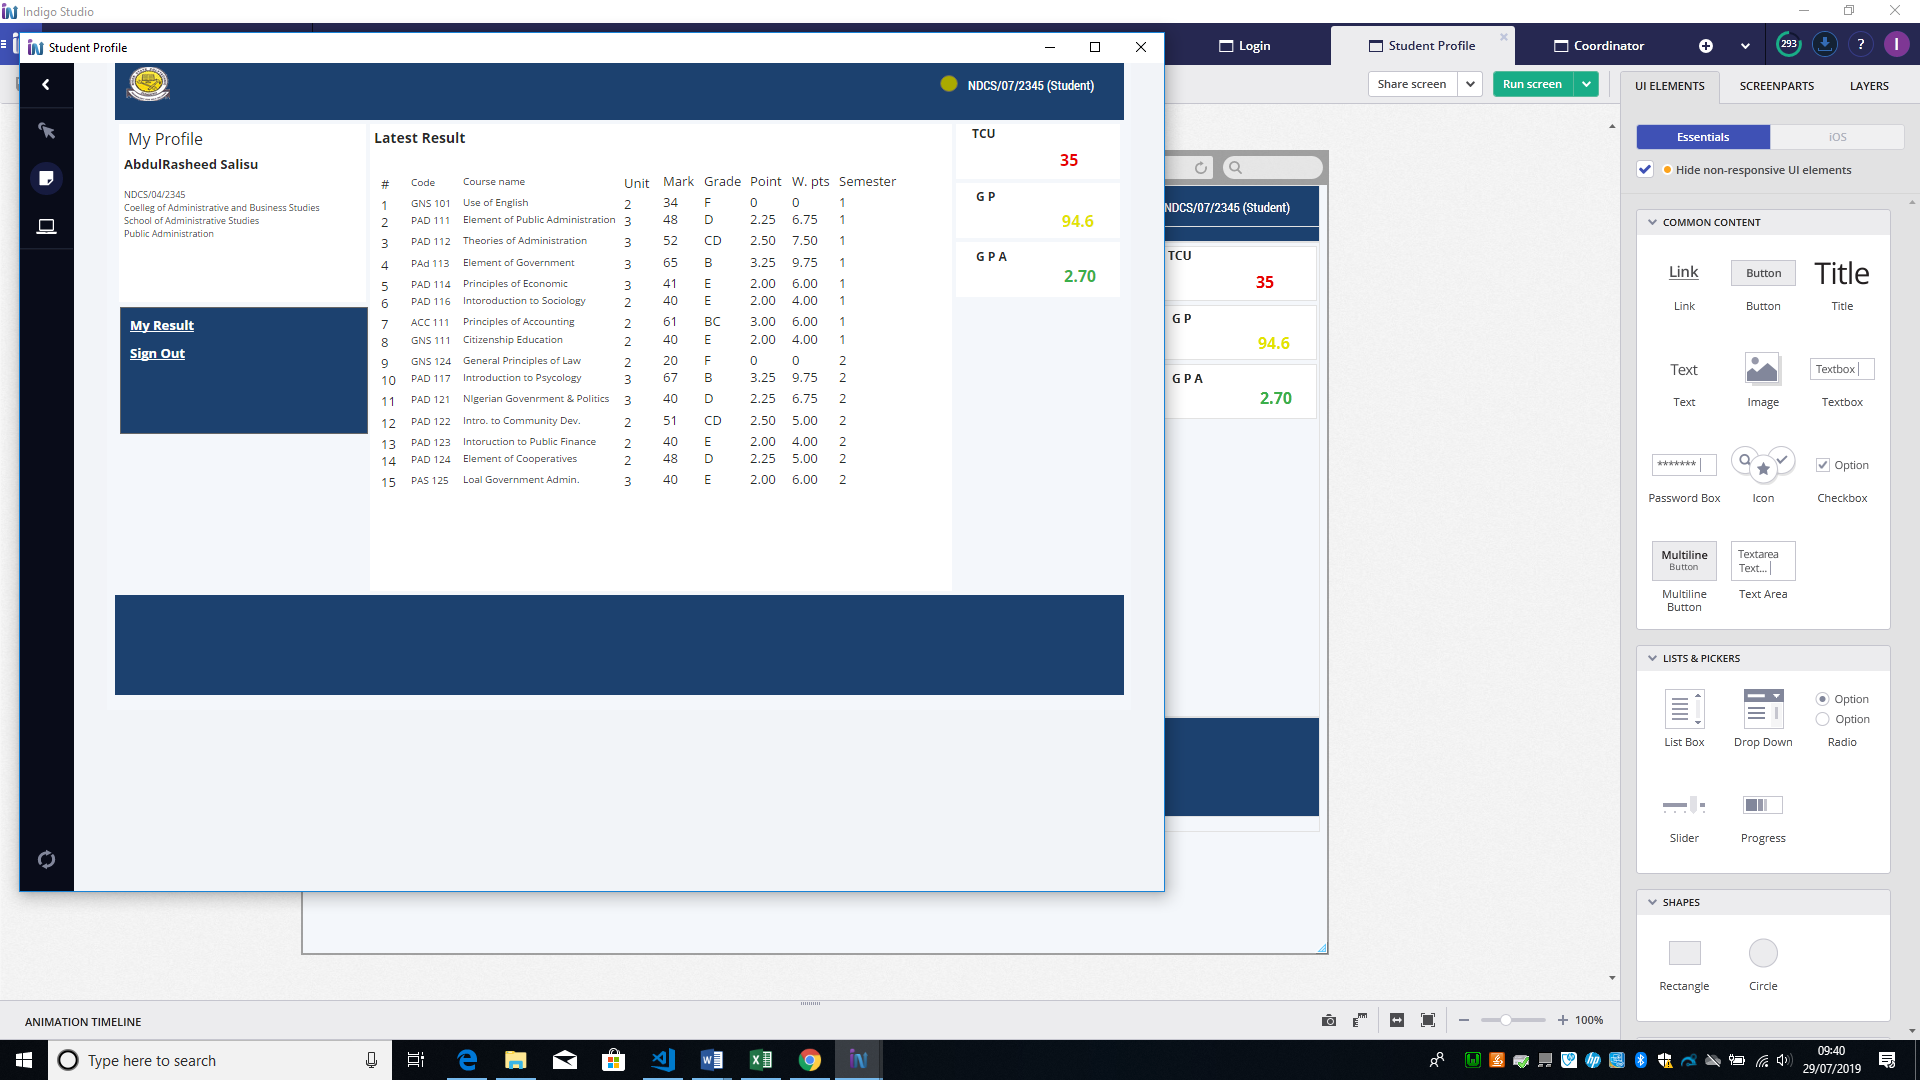 Indigo Studio
Student Profile
Login
Student Profile
Coordinator
293
?
I
Share screen
Run screen
UI ELEMENTS
SCREENPARTS
LAYERS
NDCS/07/2345 (Student)
My Profile
AbdulRasheed Salisu
NDCS/04/2345
Coelleg of Administrative and Business Studies
School of Administrative Studies
Public Administration
My Result
Sign Out
Latest Result
# Code Course name Unit Mark Grade Point W. pts Semester
1 GNS 101 Use of English 2 34 F 0 0 1
2 PAD 111 Element of Public Administration 3 48 D 2.25 6.75 1
3 PAD 112 Theories of Administration 3 52 CD 2.50 7.50 1
4 PAd 113 Element of Government 3 65 B 3.25 9.75 1
5 PAD 114 Principles of Economic 3 41 E 2.00 6.00 1
6 PAD 116 Intoroduction to Sociology 2 40 E 2.00 4.00 1
7 ACC 111 Principles of Accounting 2 61 BC 3.00 6.00 1
8 GNS 111 Citizenship Education 2 40 E 2.00 4.00 1
9 GNS 124 General Principles of Law 2 20 F 0 0 2
10 PAD 117 Introduction to Psycology 3 67 B 3.25 9.75 2
11 PAD 121 NIgerian Govenrment & Politics 3 40 D 2.25 6.75 2
12 PAD 122 Intro. to Community Dev. 2 51 CD 2.50 5.00 2
13 PAD 123 Intoruction to Public Finance 2 40 E 2.00 4.00 2
14 PAD 124 Element of Cooperatives 2 48 D 2.25 5.00 2
15 PAS 125 Loal Government Admin. 3 40 E 2.00 6.00 2
TCU
35
G P
94.6
G P A
2.70
NDCS/07/2345 (Student)
TCU
35
G P
94.6
G P A
2.70
Essentials
iOS
Hide non-responsive UI elements
COMMON CONTENT
Link Button Title
Link Button Title
Text Textbox
Text Image Textbox
******* Option
Password Box Icon Checkbox
Multiline
Button
Textarea
Text...
Multiline
Button
Text Area
LISTS & PICKERS
Option
Option
List Box Drop Down Radio
Slider Progress
SHAPES
Rectangle Circle
ANIMATION TIMELINE
100%
Type here to search
09:40
29/07/2019